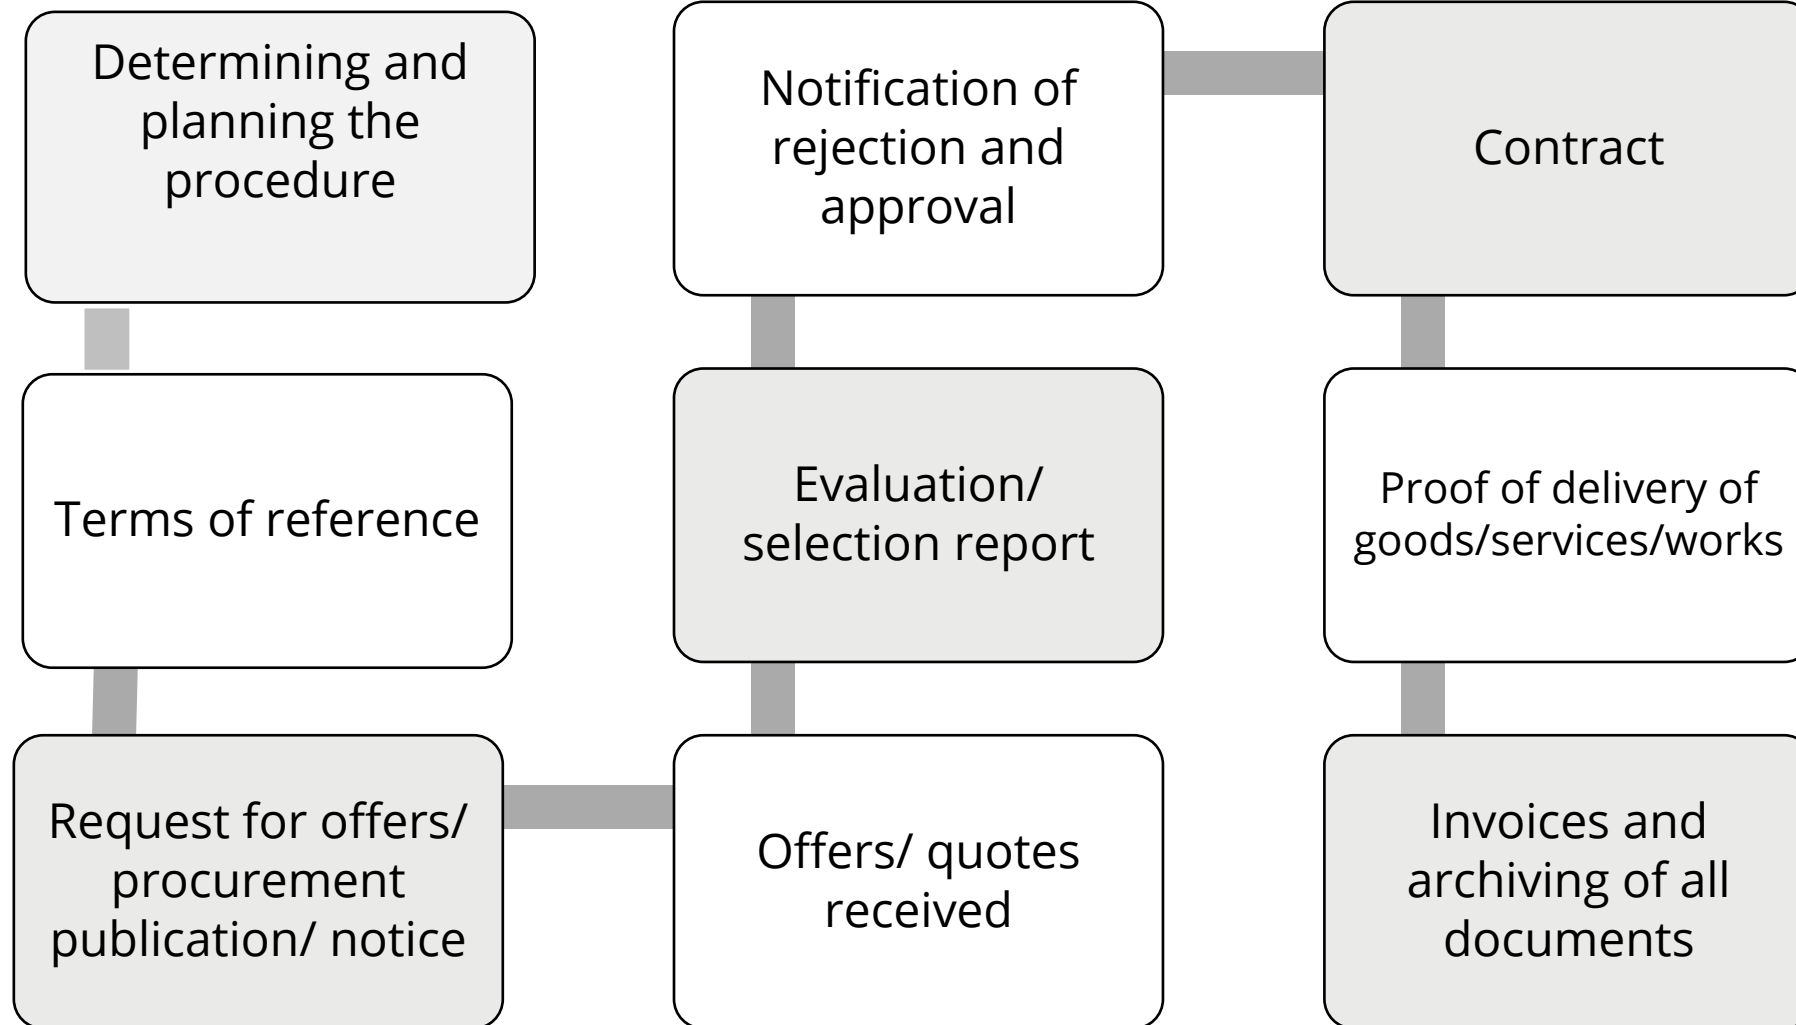 Determining and
planning the
procedure
Terms of reference
Request for offers/
procurement
publication/ notice
Offers/ quotes
received
Evaluation/
selection report
Notification of
rejection and
approval
Contract
Proof of delivery of
goods/services/works
Invoices and
archiving of all
documents